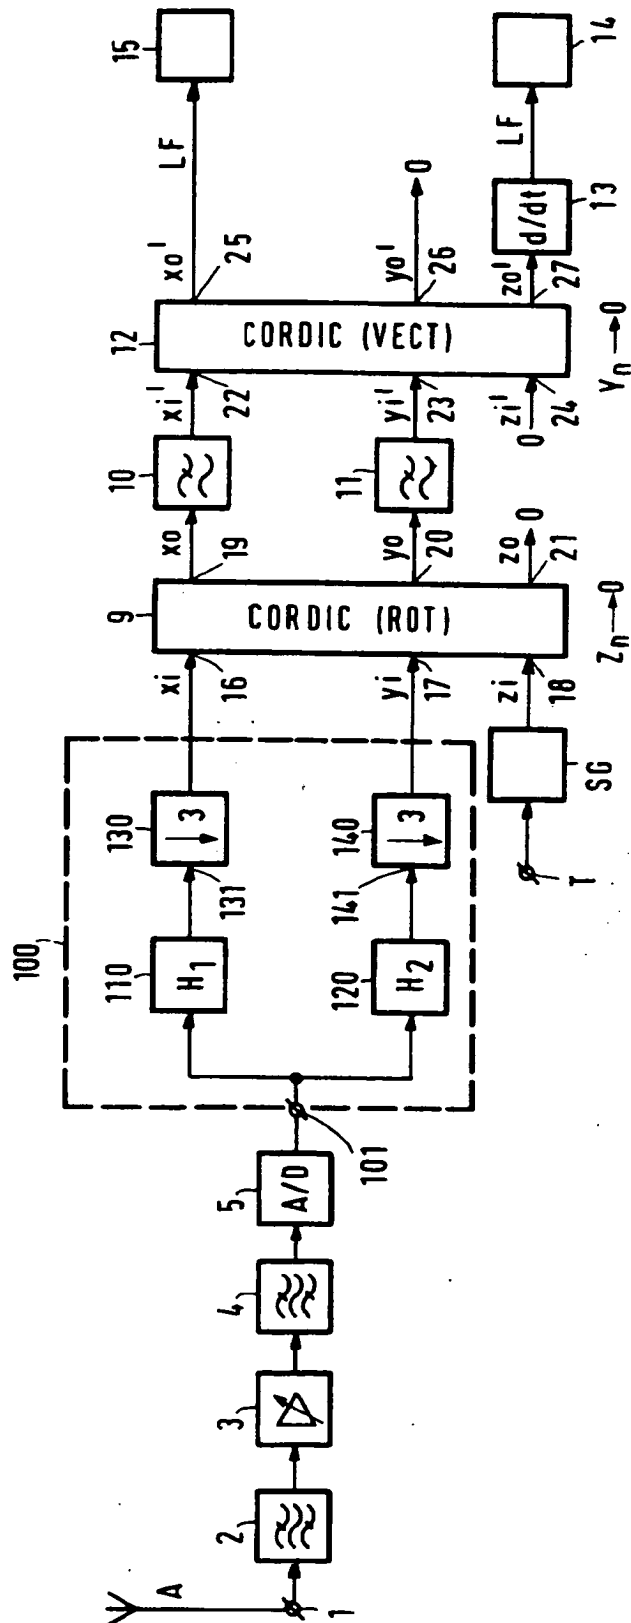 A
1
2
3
4
5
A/D
101
100
110
H1
131
130
↓ 3
120
H2
141
140
↓ 3
T
SG
xi
16
yi
17
zi
18
9
CORDIC (ROT)
Zn→0
xo
19
yo
20
zo
21
0
10
11
xi'
22
yi'
23
zi'
24
0
12
CORDIC (VECT)
Yn→0
xo'
25
yo'
26
0
zo'
27
d/dt
13
LF
15
LF
14